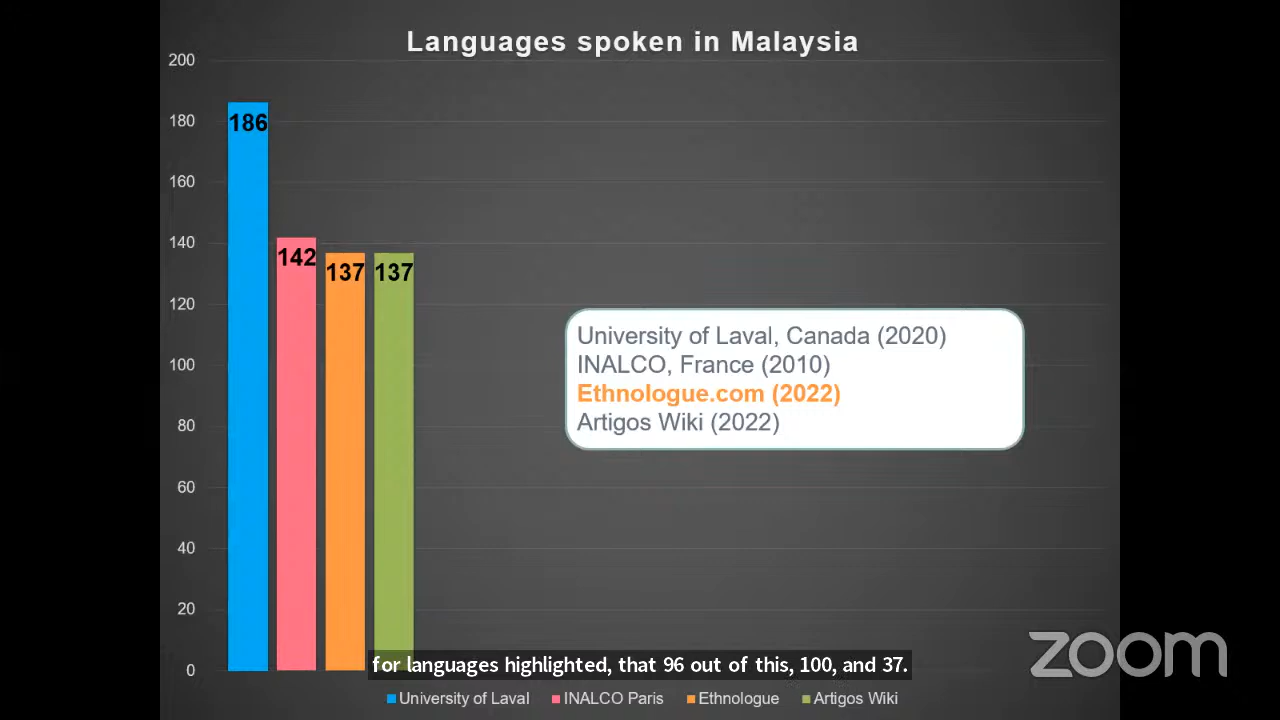 Languages spoken in Malaysia
200
180
160
140
120
100
80
60
40
20
0
186
142
137
137
University of Laval, Canada (2020)
INALCO, France (2010)
Ethnologue.com (2022)
Artigos Wiki (2022)
for languages highlighted, that 96 out of this, 100, and 37.
University of Laval
INALCO Paris
Ethnologue
Artigos Wiki
zoom